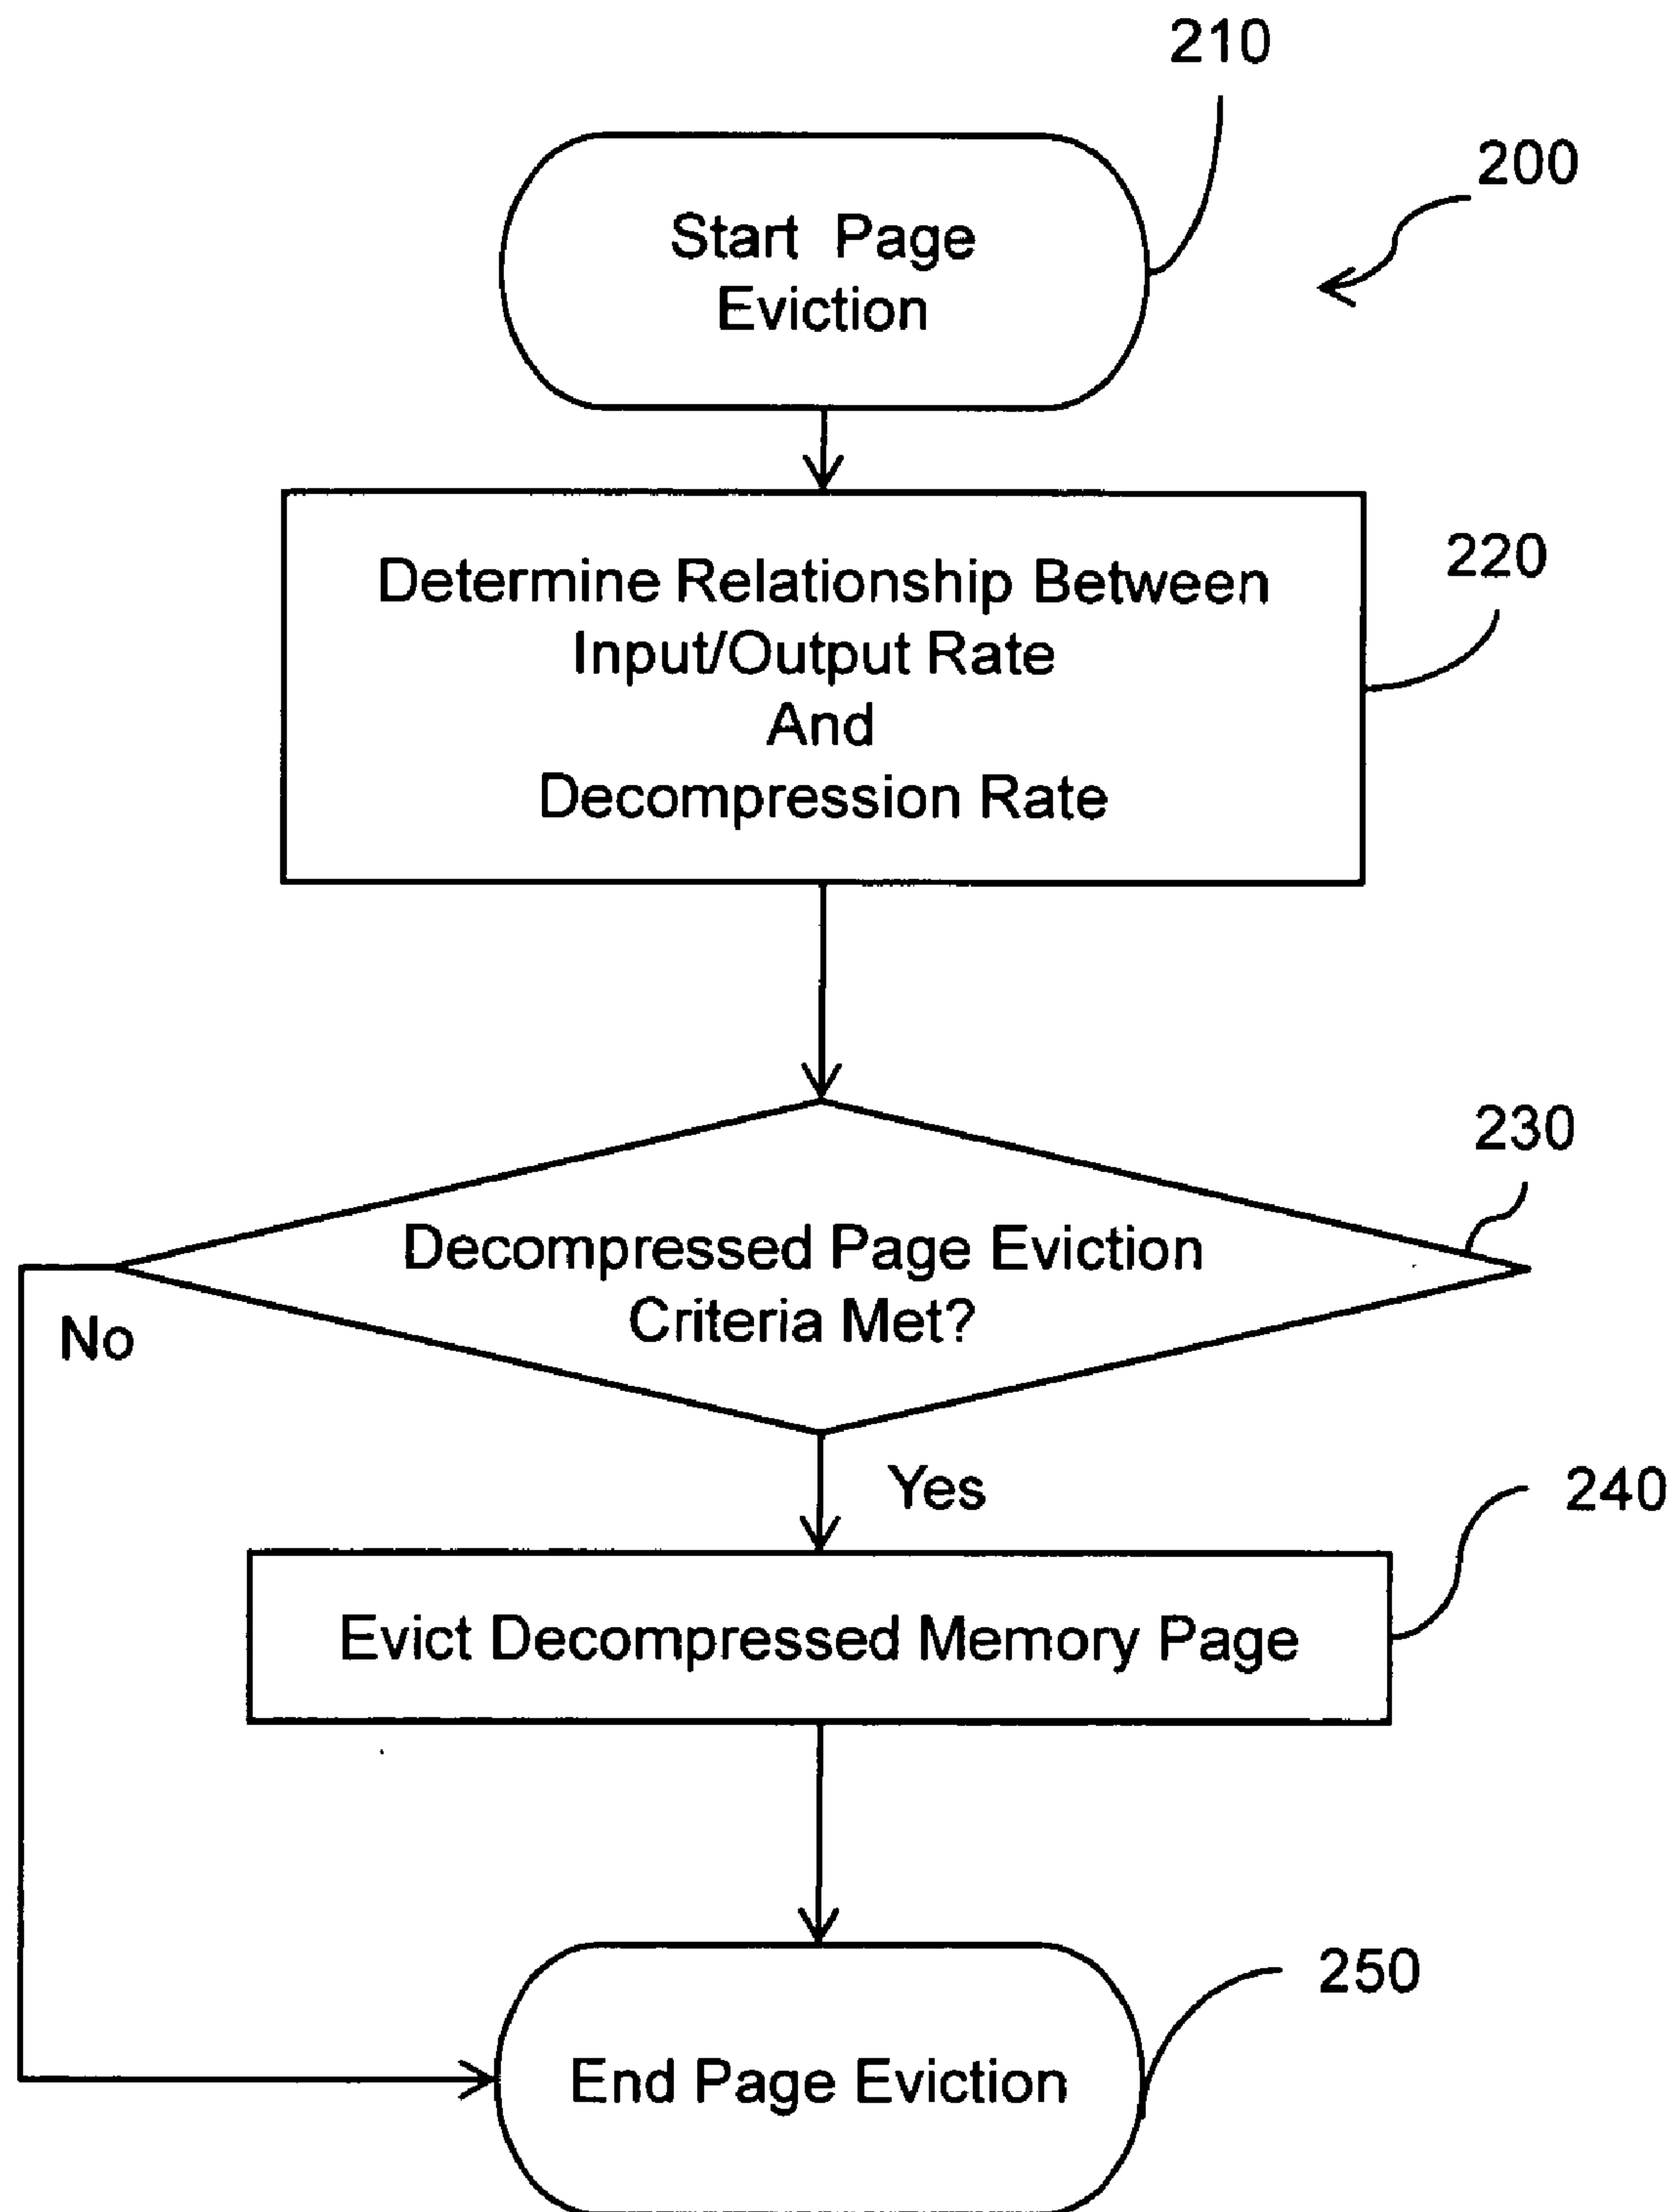 210
200
Start Page
Eviction
220
Determine Relationship Between
Input/Output Rate
And
Decompression Rate
230
Decompressed Page Eviction
Criteria Met?
No
Yes
240
Evict Decompressed Memory Page
250
End Page Eviction